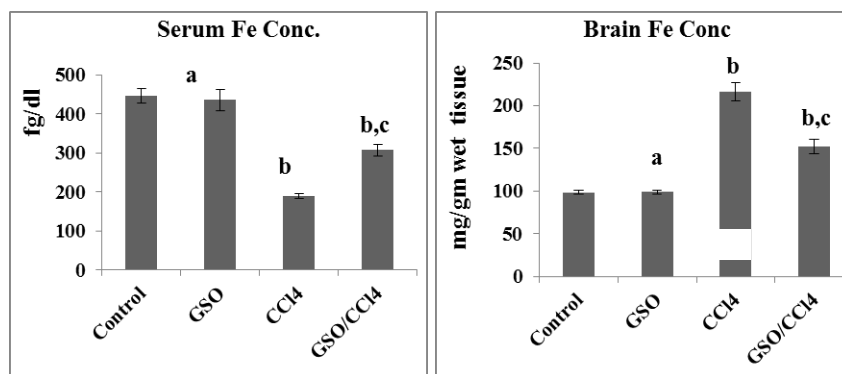 Serum Fe Conc.
fg/dl
500
400
300
200
100
0
a
b
b,c
Control
GSO
CCl4
GSO/CCl4
Brain Fe Conc
mg/gm wet tissue
250
200
150
100
50
0
a
b
b,c
Control
GSO
CCl4
GSO/CCl4